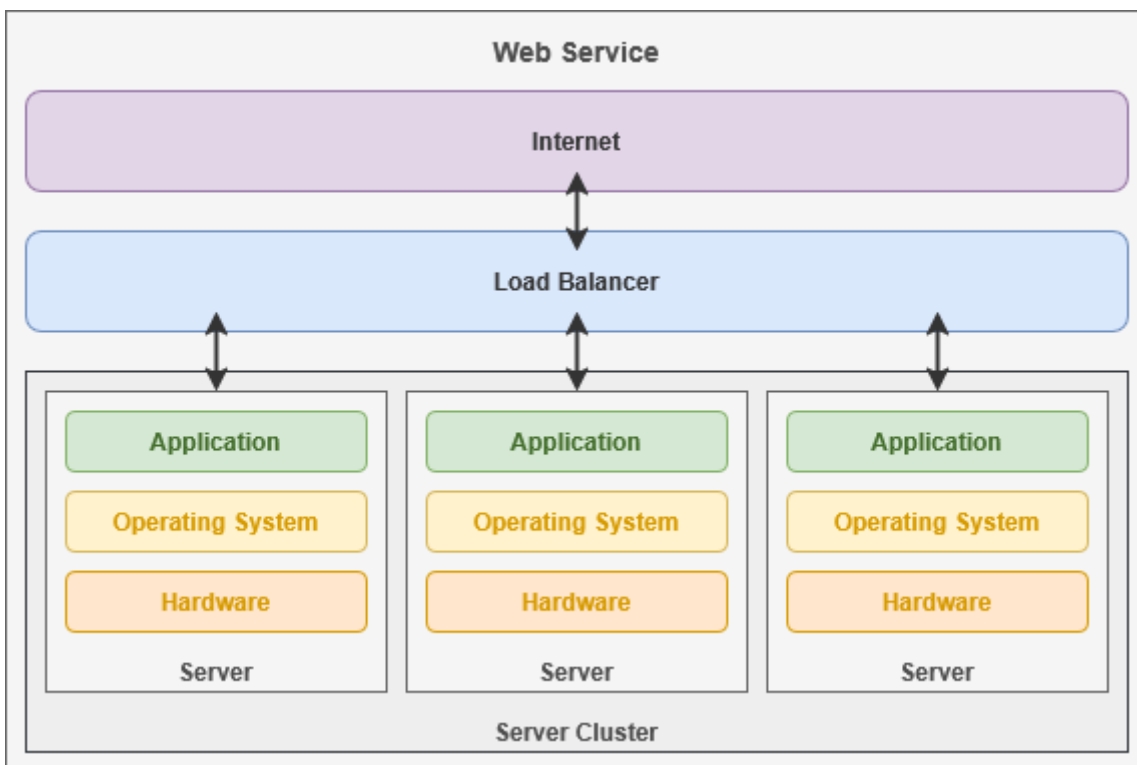 Web Service
Internet
Load Balancer
Application
Application
Application
Operating System
Operating System
Operating System
Hardware
Hardware
Hardware
Server
Server
Server
Server Cluster